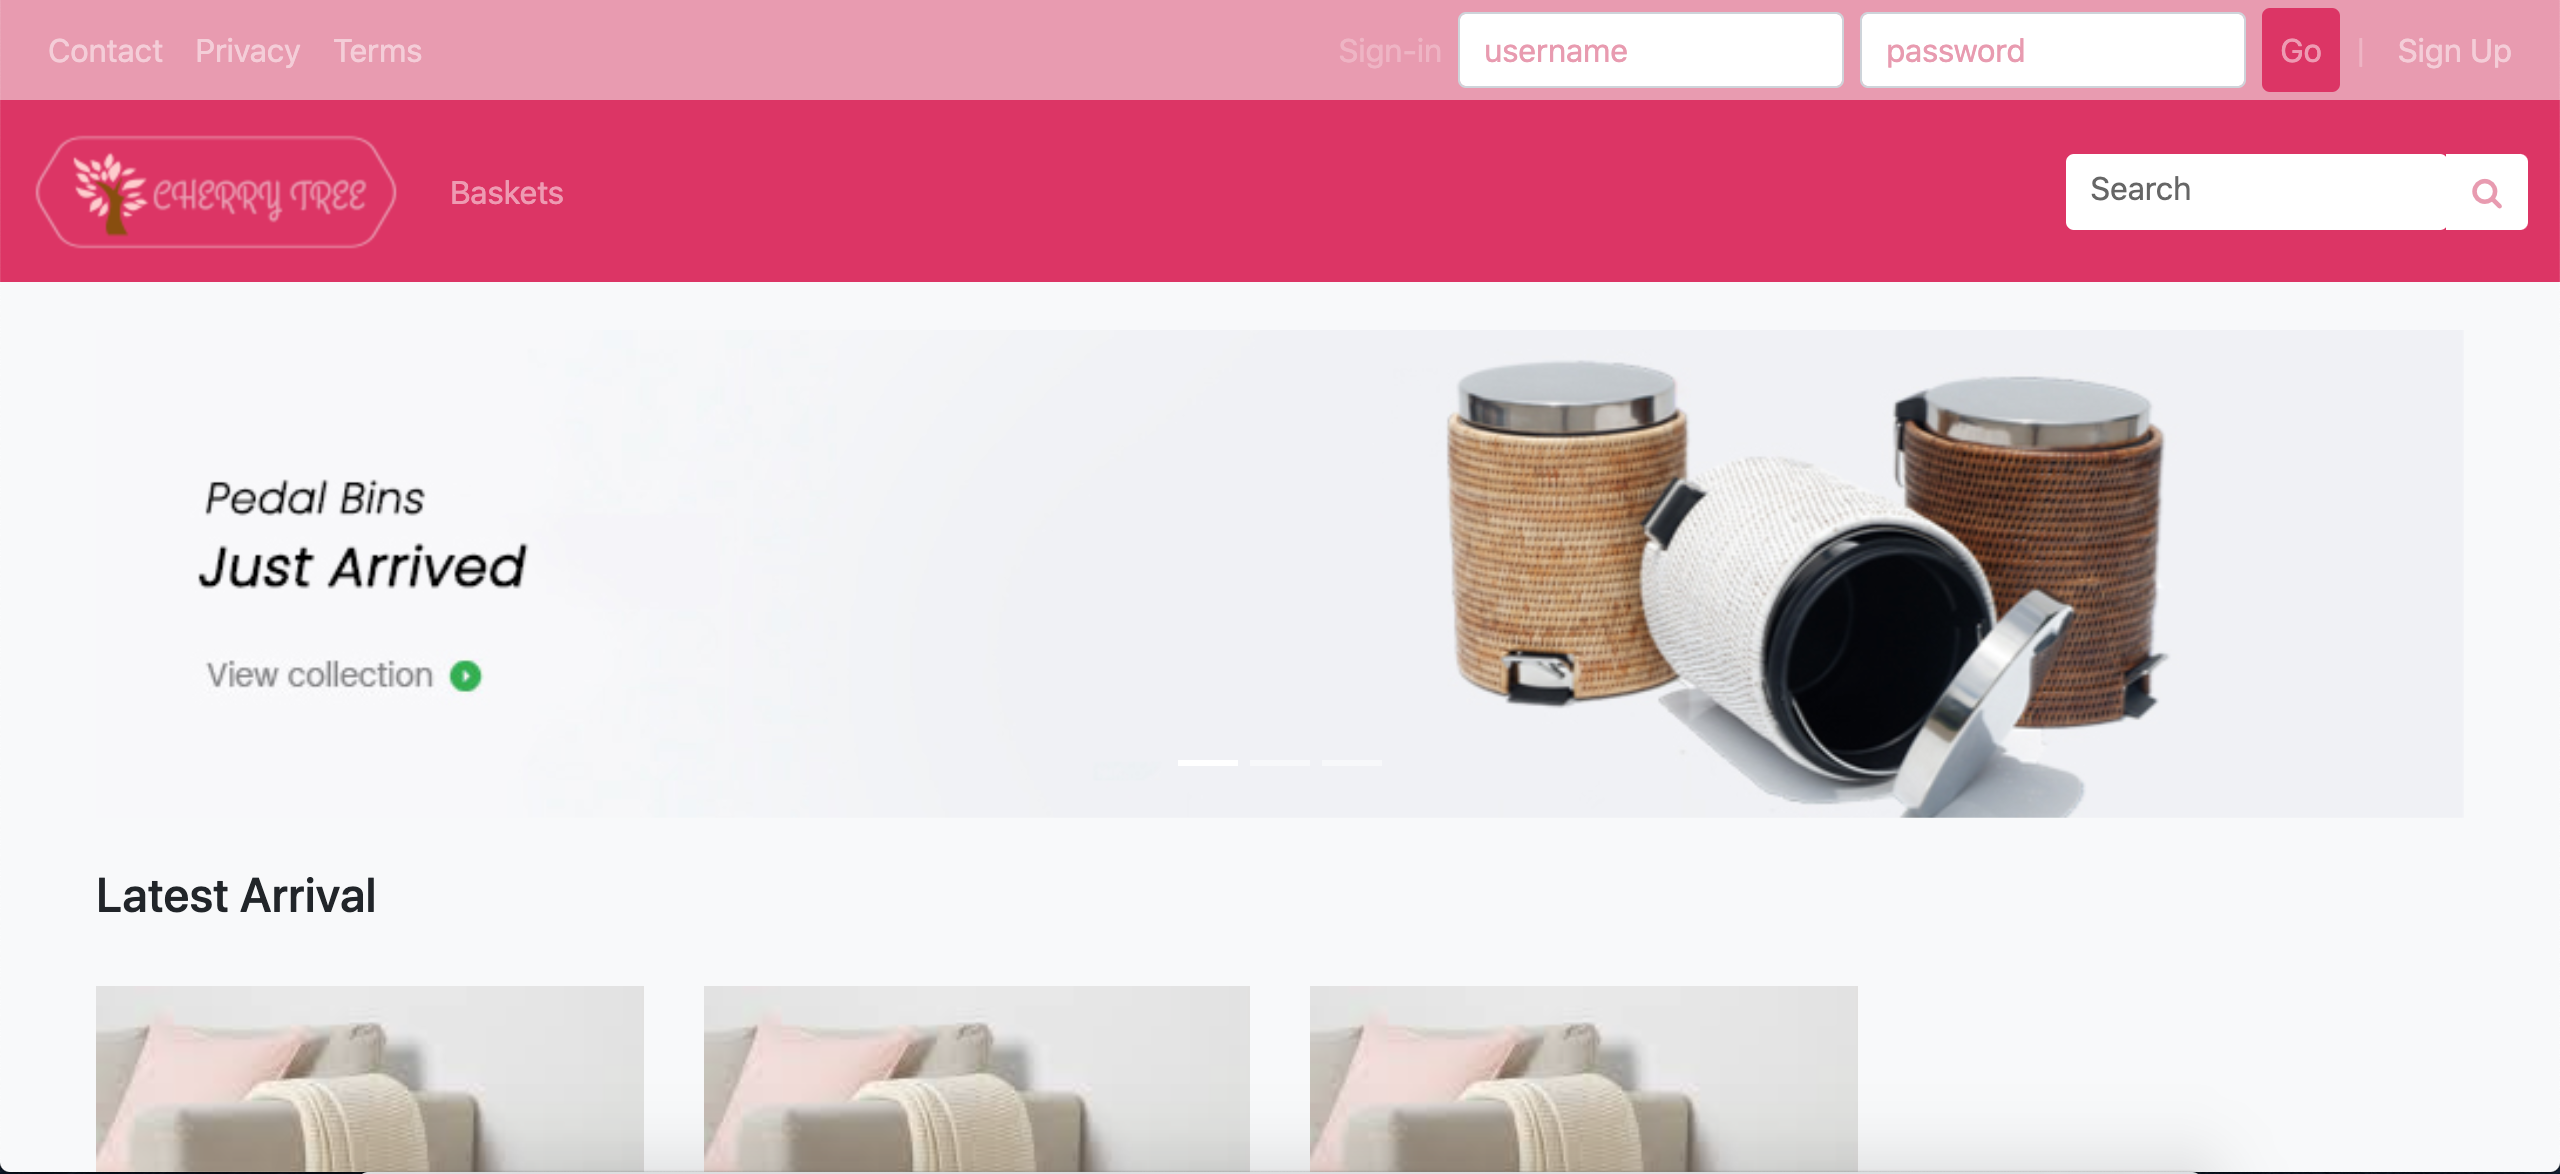 Contact Privacy Terms Sign-in username password Go | Sign Up
CHERRY TREE Baskets Search
Pedal Bins
Just Arrived
View collection
Latest Arrival